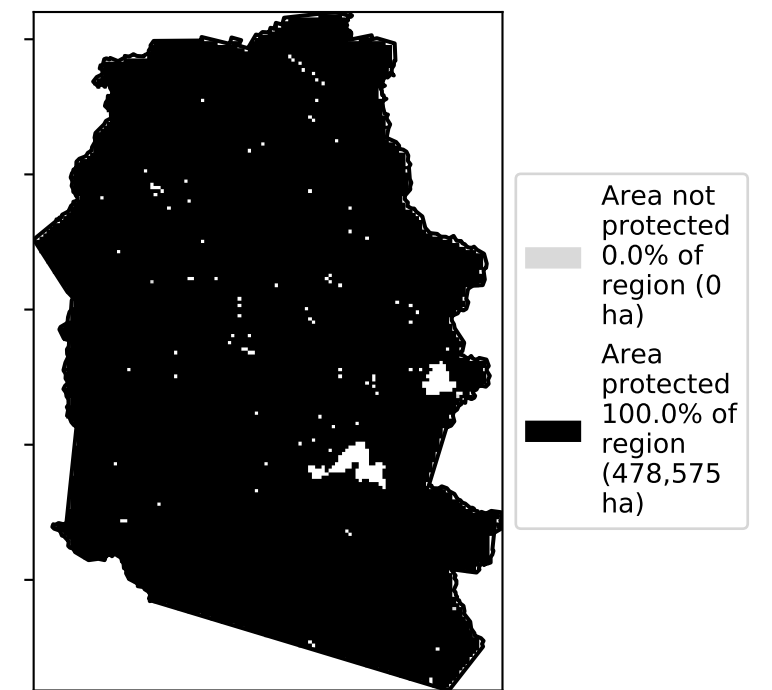 Area not
protected
0.0% of
region (0
ha)
Area
protected
100.0% of
region
(478,575
ha)